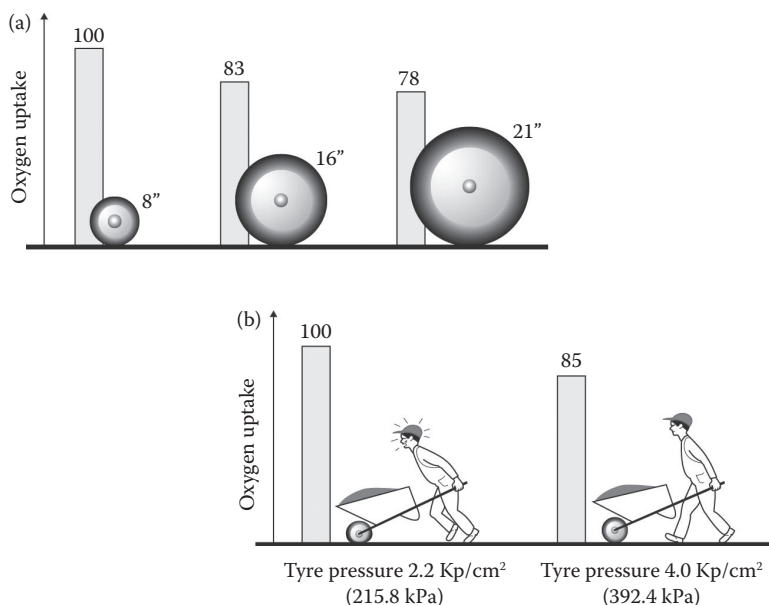 (a)
Oxygen uptake
100
8”
83
16”
78
21”
(b)
Oxygen uptake
100
85
Tyre pressure 2.2 Kp/cm²
(215.8 kPa)
Tyre pressure 4.0 Kp/cm²
(392.4 kPa)